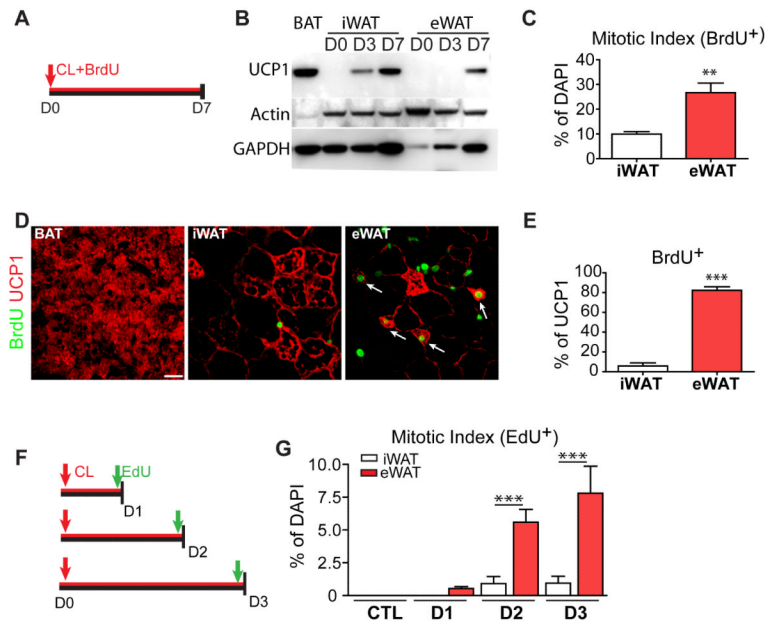 A
CL+BrdU
D0
D7
B
BAT
iWAT
eWAT
D0 D3 D7 D0 D3 D7
UCP1
Actin
GAPDH
C
Mitotic Index (BrdU+)
% of DAPI
40
30
20
10
0
**
iWAT
eWAT
D
BrdU UCP1
BAT
iWAT
eWAT
E
BrdU+
% of UCP1
100
80
60
40
20
0
***
iWAT
eWAT
F
CL
EdU
D1
D2
D0
D3
G
Mitotic Index (EdU+)
iWAT
eWAT
% of DAPI
10.0
7.5
5.0
2.5
0.0
***
***
CTL
D1
D2
D3